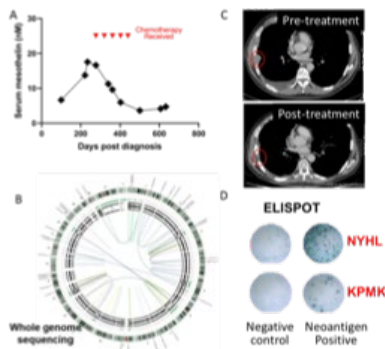 A
Chemotherapy
Received
Serum mesothelin (nM)
30
20
10
0
0
200
400
600
800
Days post diagnosis
B
Whole genome
sequencing
C
Pre-treatment
Post-treatment
D
ELISPOT
NYHL
KPMK
Negative
control
Neoantigen
Positive